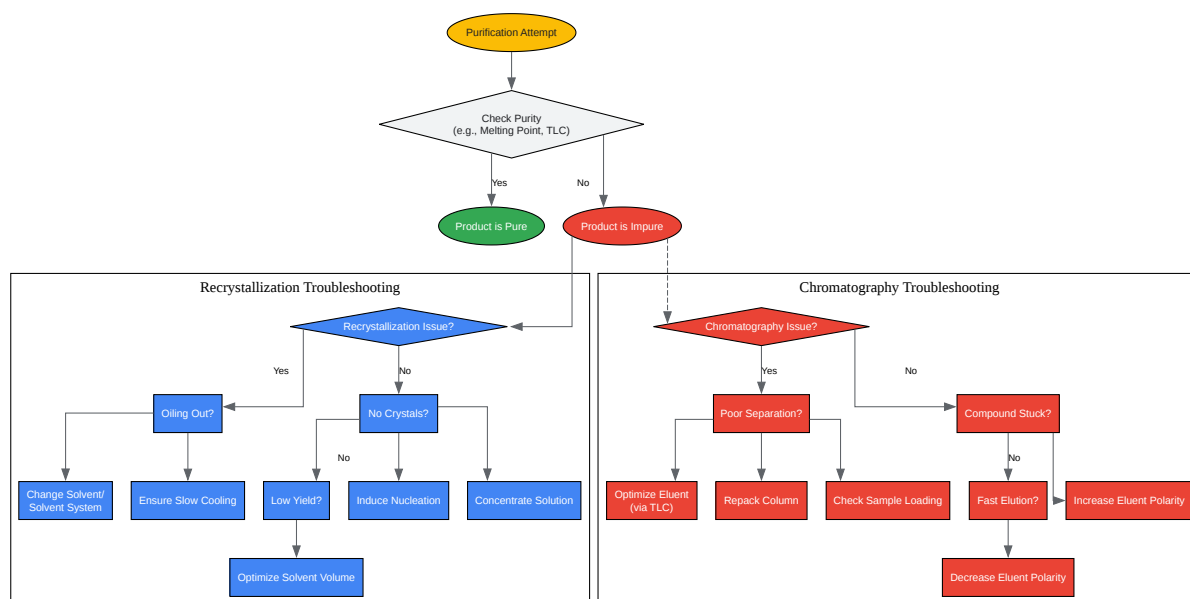 Purification Attempt
Check Purity
(e.g., Melting Point, TLC)
Yes
No
Product is Pure
Product is Impure
Recrystallization Troubleshooting
Chromatography Troubleshooting
Recrystallization Issue?
Chromatography Issue?
Yes
No
Yes
No
Oiling Out?
No Crystals?
Poor Separation?
Compound Stuck?
No
No
Change Solvent/
Solvent System
Ensure Slow Cooling
Low Yield?
Induce Nucleation
Concentrate Solution
Optimize Eluent
(via TLC)
Repack Column
Check Sample Loading
Fast Elution?
Increase Eluent Polarity
Optimize Solvent Volume
Decrease Eluent Polarity